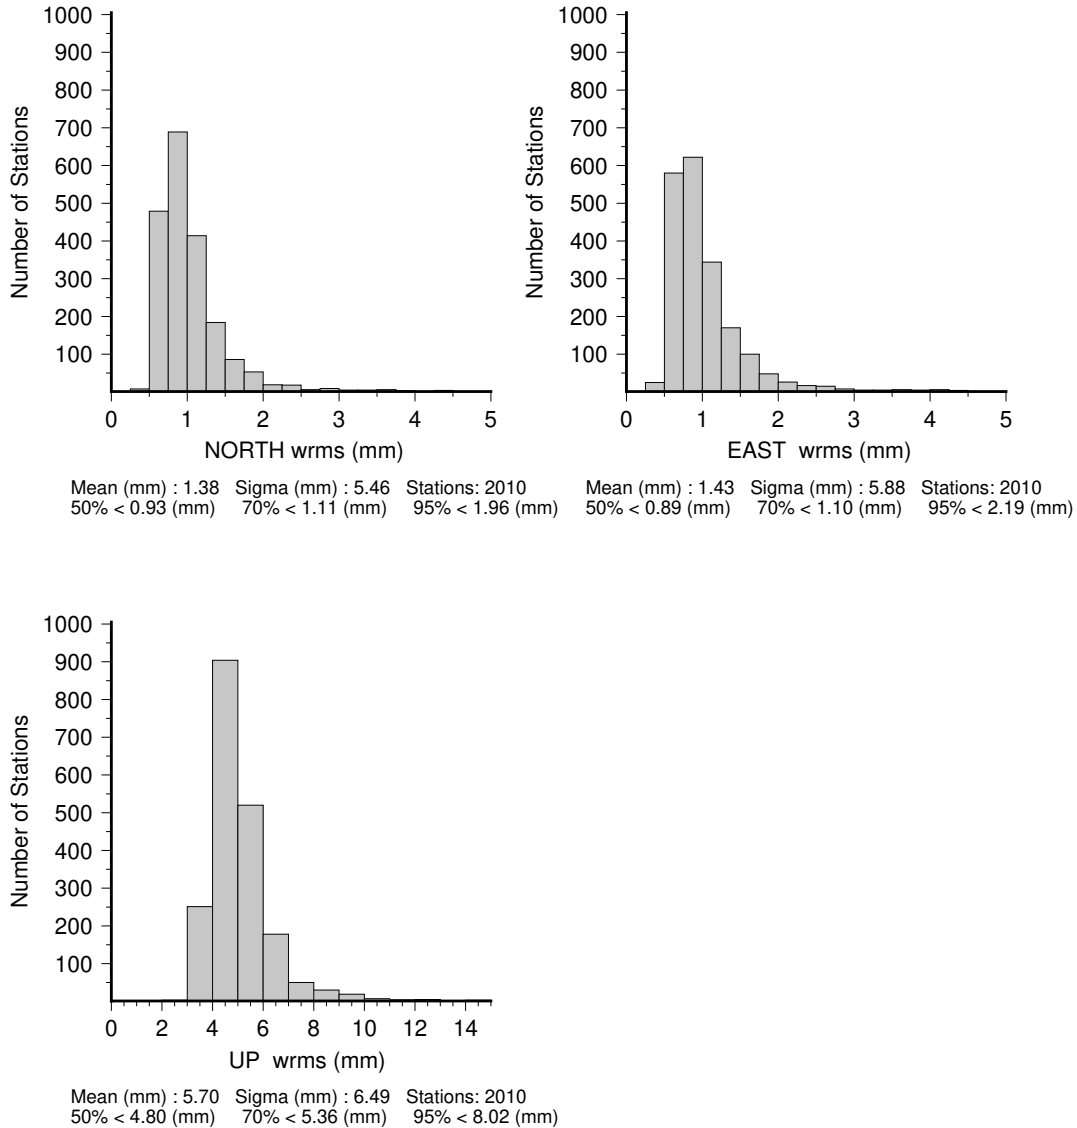 1000
900
800
700
600
500
400
300
200
100
Number of Stations
0 1 2 3 4 5
NORTH wrms (mm)
Mean (mm) : 1.38 Sigma (mm) : 5.46 Stations: 2010
50% < 0.93 (mm) 70% < 1.11 (mm) 95% < 1.96 (mm)
1000
900
800
700
600
500
400
300
200
100
Number of Stations
0 1 2 3 4 5
EAST wrms (mm)
Mean (mm) : 1.43 Sigma (mm) : 5.88 Stations: 2010
50% < 0.89 (mm) 70% < 1.10 (mm) 95% < 2.19 (mm)
1000
900
800
700
600
500
400
300
200
100
Number of Stations
0 2 4 6 8 10 12 14
UP wrms (mm)
Mean (mm) : 5.70 Sigma (mm) : 6.49 Stations: 2010
50% < 4.80 (mm) 70% < 5.36 (mm) 95% < 8.02 (mm)